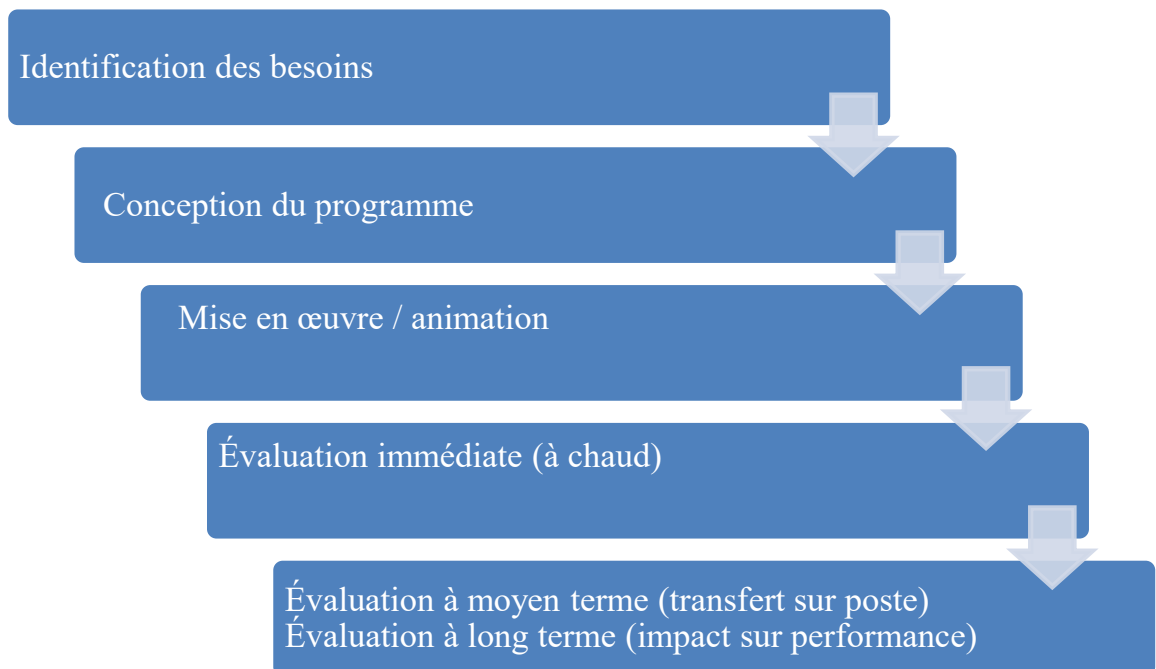 Identification des besoins
Conception du programme
Mise en œuvre / animation
Évaluation immédiate (à chaud)
Évaluation à moyen terme (transfert sur poste)
Évaluation à long terme (impact sur performance)